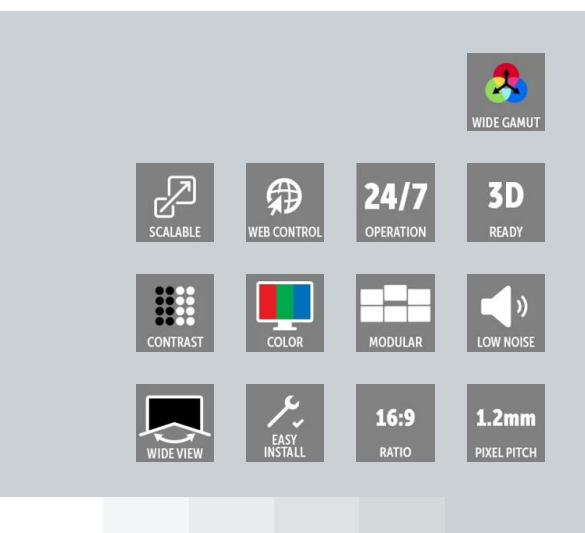 WIDE GAMUT
SCALABLE
WEB CONTROL
24/7
OPERATION
3D
READY
CONTRAST
COLOR
MODULAR
LOW NOISE
WIDE VIEW
EASY
INSTALL
16:9
RATIO
1.2mm
PIXEL PITCH